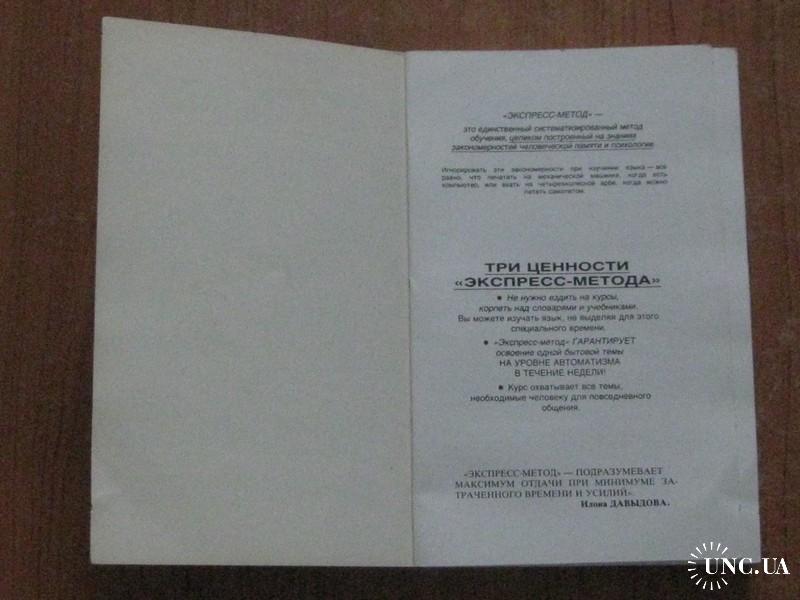 «ЭКСПРЕСС-МЕТОД» —
это единственный систематизированный метод
обучения, целиком построенный на знаниях
закономерностей человеческой памяти и психологии.
Игнорировать эти закономерности при изучении языка — все
равно, что печатать на механической машинке, когда есть
компьютер, или ехать на четырехколесной арбе, когда можно
лететь самолетом.
ТРИ ЦЕННОСТИ
«ЭКСПРЕСС-МЕТОДА»
● Не нужно ездить на курсы,
корпеть над словарями и учебниками.
Вы можете изучать язык, не выделяя для этого
специального времени.
● «Экспресс-метод» ГАРАНТИРУЕТ
освоение одной бытовой темы
НА УРОВНЕ АВТОМАТИЗМА
В ТЕЧЕНИЕ НЕДЕЛИ!
● Курс охватывает все темы,
необходимые человеку для повседневного
общения.
«ЭКСПРЕСС-МЕТОД» — ПОДРАЗУМЕВАЕТ
МАКСИМУМ ОТДАЧИ ПРИ МИНИМУМЕ ЗА-
ТРАЧЕННОГО ВРЕМЕНИ И УСИЛИЙ».
Илона ДАВЫДОВА.
UNC.UA